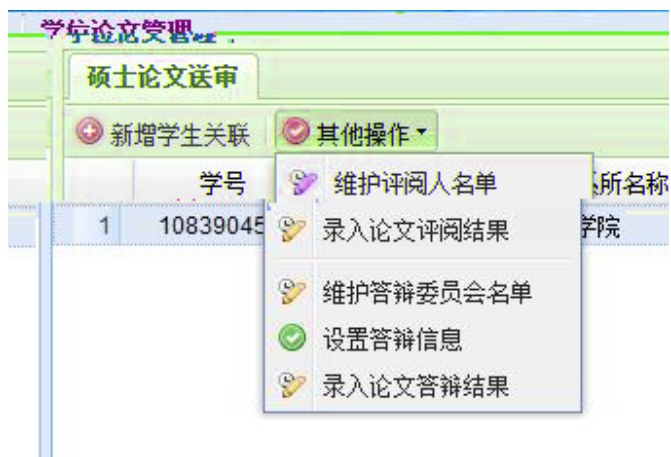 学位论文管理
硕士论文送审
新增学生关联 其他操作
学号 所名称
维护评阅人名单
1 10839045 学院
录入论文评阅结果
维护答辩委员会名单
设置答辩信息
录入论文答辩结果